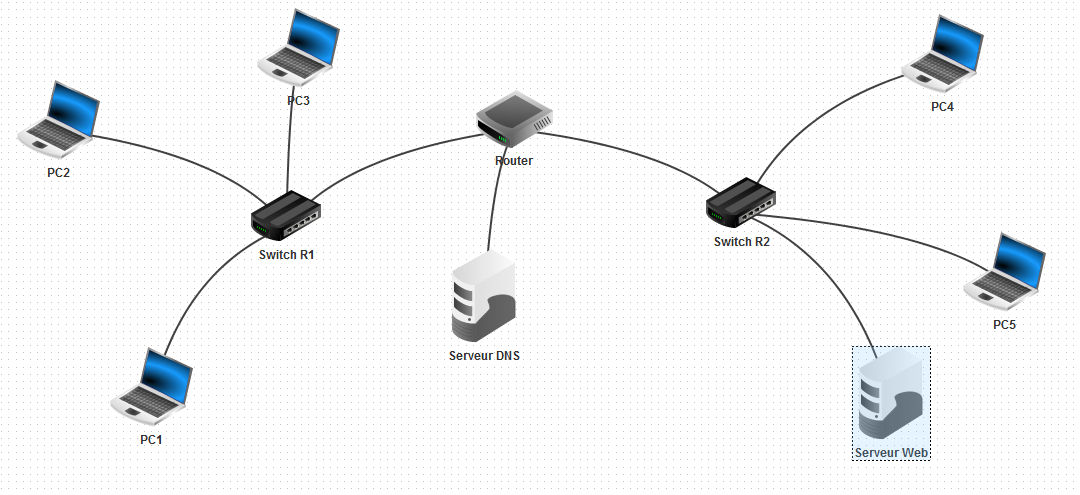 PC3
PC4
PC2
Router
Switch R1
Switch R2
PC5
Serveur DNS
PC1
Serveur Web